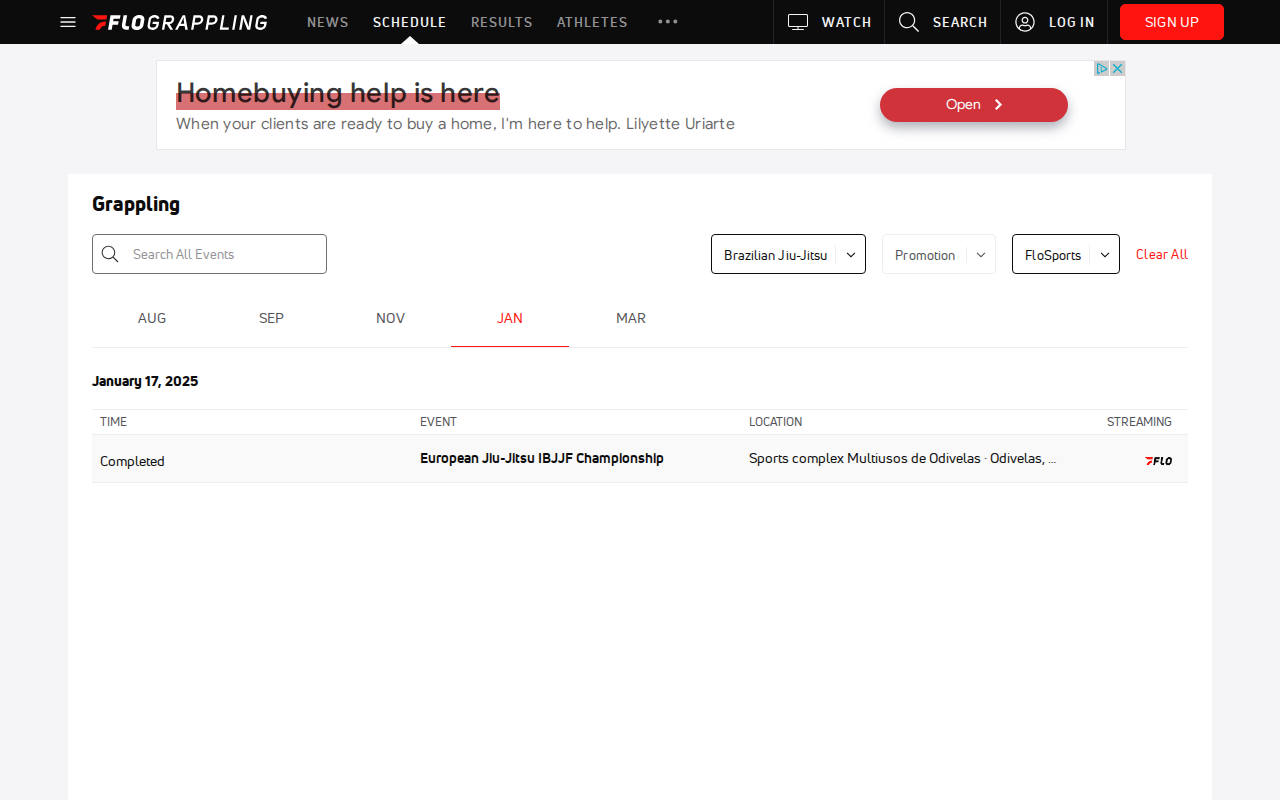 FLOGRAPPLING NEWS SCHEDULE RESULTS ATHLETES WATCH SEARCH LOG IN SIGN UP
Homebuying help is here
When your clients are ready to buy a home, I'm here to help. Lilyette Uriarte
Open
Grappling
Search All Events Brazilian Jiu-Jitsu Promotion FloSports Clear All
AUG SEP NOV JAN MAR
January 17, 2025
TIME EVENT LOCATION STREAMING
Completed European Jiu-Jitsu IBJJF Championship Sports complex Multiusos de Odivelas · Odivelas, ... FLO